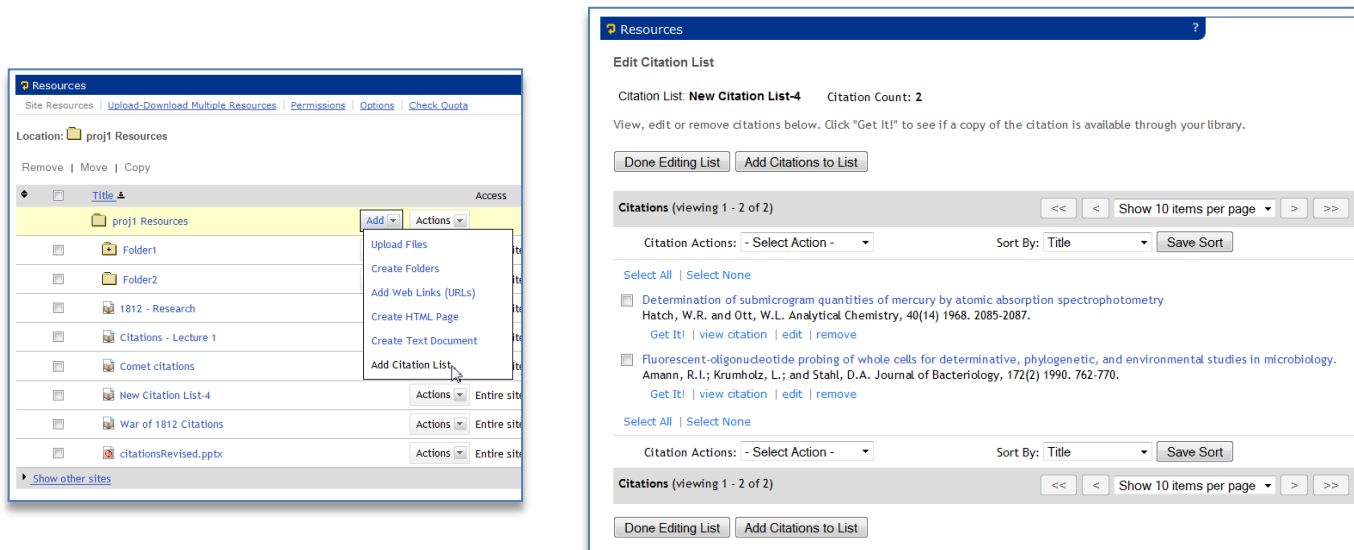 Resources
Site Resources | Upload-Download Multiple Resources | Permissions | Options | Check Quota
Location: proj1 Resources
Remove | Move | Copy
Title Access
proj1 Resources Add Actions
Folder1
Folder2
1812 - Research
Citations - Lecture 1
Comet citations
New Citation List-4 Actions Entire site
War of 1812 Citations Actions Entire site
citationsRevised.pptx Actions Entire site
Show other sites
Upload Files
Create Folders
Add Web Links (URLs)
Create HTML Page
Create Text Document
Add Citation List
Resources ?
Edit Citation List
Citation List: New Citation List-4 Citation Count: 2
View, edit or remove citations below. Click "Get It!" to see if a copy of the citation is available through your library.
Done Editing List Add Citations to List
Citations (viewing 1 - 2 of 2) << < Show 10 items per page > >>
Citation Actions: - Select Action - Sort By: Title Save Sort
Select All | Select None
Determination of submicrogram quantities of mercury by atomic absorption spectrophotometry
Hatch, W.R. and Ott, W.L. Analytical Chemistry, 40(14) 1968. 2085-2087.
Get It! | view citation | edit | remove
Fluorescent-oligonucleotide probing of whole cells for determinative, phylogenetic, and environmental studies in microbiology.
Amann, R.I.; Krumholz, L.; and Stahl, D.A. Journal of Bacteriology, 172(2) 1990. 762-770.
Get It! | view citation | edit | remove
Select All | Select None
Citation Actions: - Select Action - Sort By: Title Save Sort
Citations (viewing 1 - 2 of 2) << < Show 10 items per page > >>
Done Editing List Add Citations to List